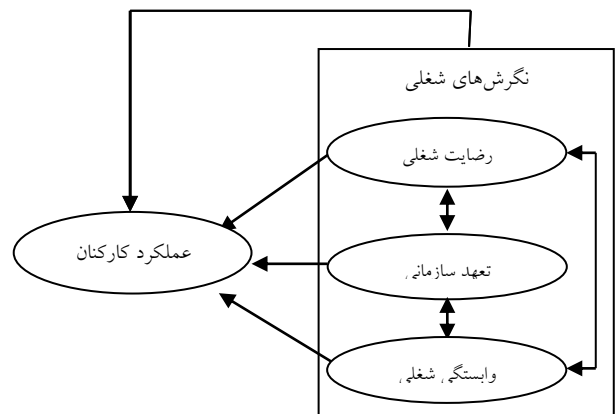 نگرش‌های شغلی
رضایت شغلی
عملکرد کارکنان
تعهد سازمانی
وابستگی شغلی